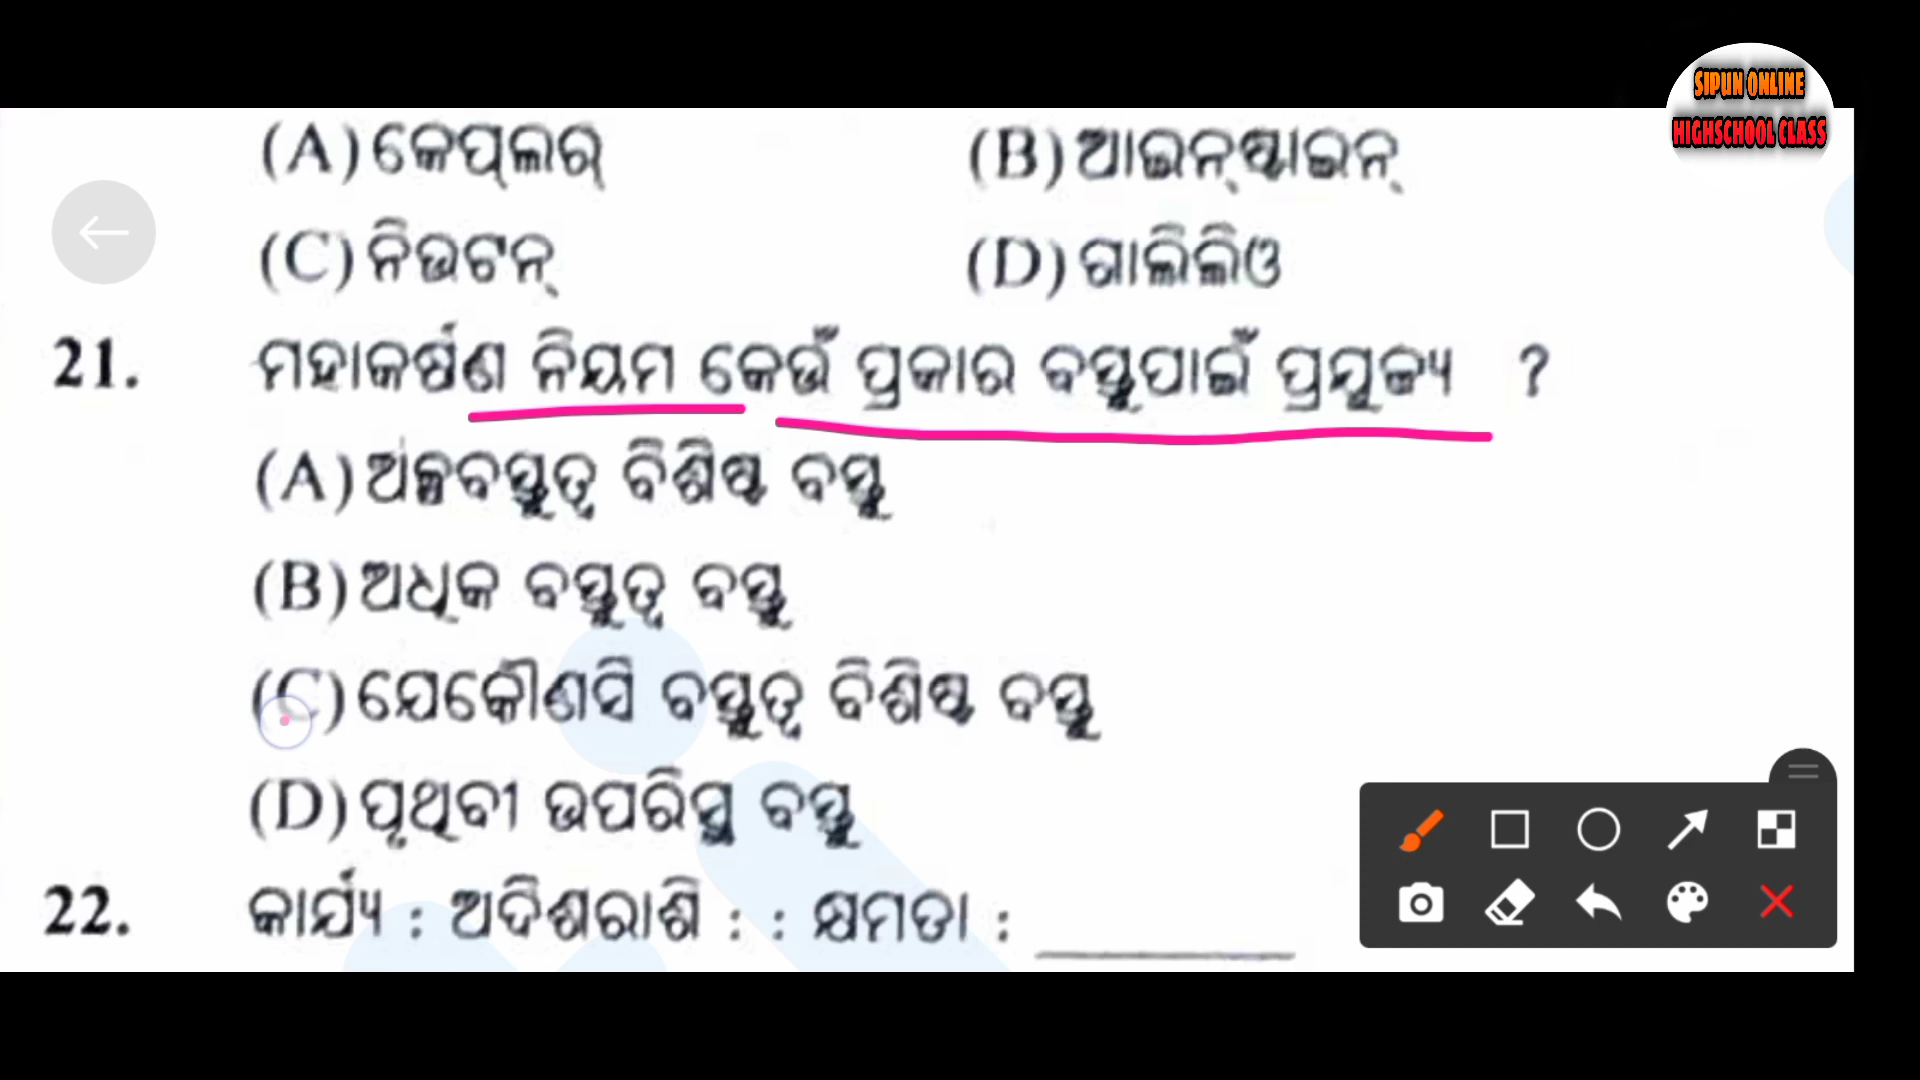 SIPUN ONLINE
HIGHSCHOOL CLASS
(A) କେପ୍‌ଲର୍ (B) ଆଇନ୍‌ଷ୍ଟାଇନ୍
(C) ନିଉଟନ୍ (D) ଗାଲିଲିଓ
21. ମହାକର୍ଷଣ ନିୟମ କେଉଁ ପ୍ରକାର ବସ୍ତୁପାଇଁ ପ୍ରଯୁଜ୍ୟ ?
(A) ଅଳ୍ପବସ୍ତୁତ୍ୱ ବିଶିଷ୍ଟ ବସ୍ତୁ
(B) ଅଧିକ ବସ୍ତୁତ୍ୱ ବସ୍ତୁ
(C) ଯେକୌଣସି ବସ୍ତୁତ୍ୱ ବିଶିଷ୍ଟ ବସ୍ତୁ
(D) ପୃଥିବୀ ଉପରିସ୍ଥ ବସ୍ତୁ
22. କାର୍ଯ୍ୟ : ଅଦିଶରାଶି : : କ୍ଷମତା : ______